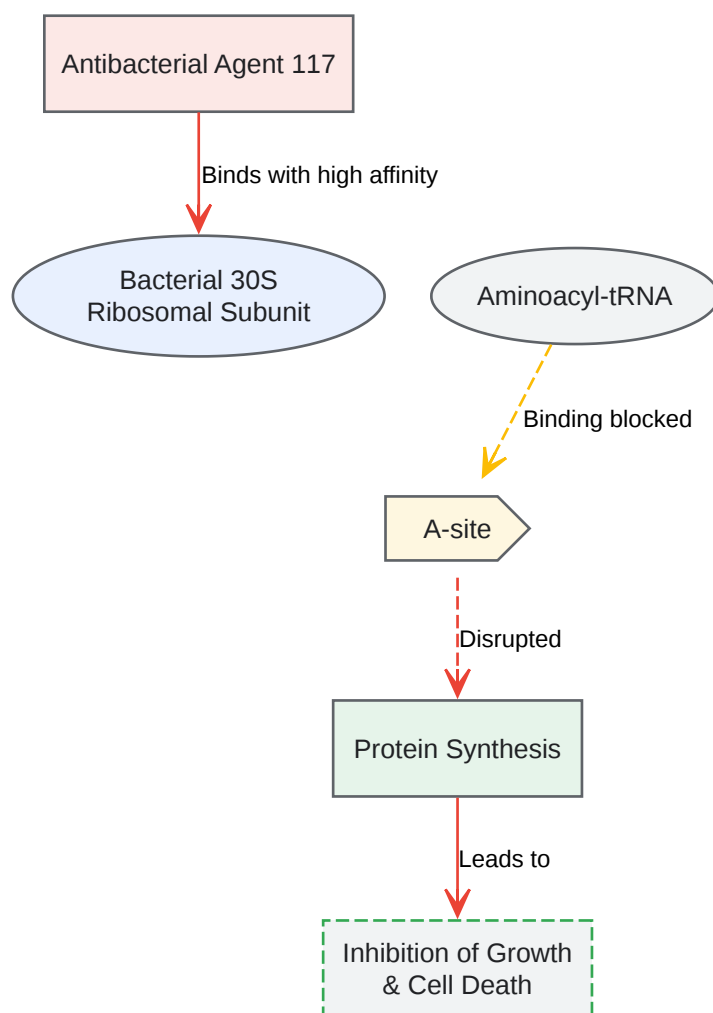 Antibacterial Agent 117
Binds with high affinity
Bacterial 30S
Ribosomal Subunit
Aminoacyl-tRNA
Binding blocked
A-site
Disrupted
Protein Synthesis
Leads to
Inhibition of Growth
& Cell Death